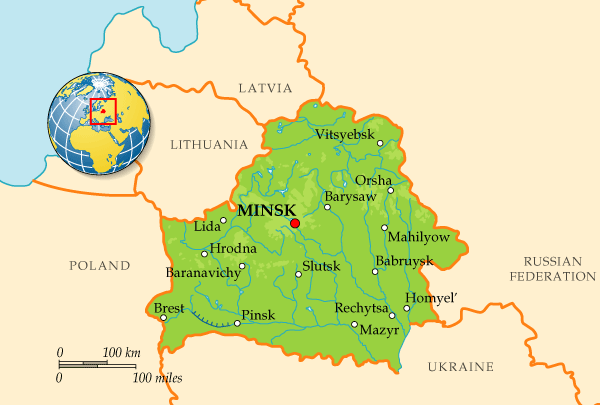 LATVIA
Vitsyebsk
LITHUANIA
Orsha
Barysaw
MINSK
Lida
Mahilyow
Hrodna
POLAND
Baranavichy
Slutsk
Babruysk
RUSSIAN
FEDERATION
Brest
Pinsk
Rechytsa
Homyel’
Mazyr
0 100 km
0 100 miles
UKRAINE